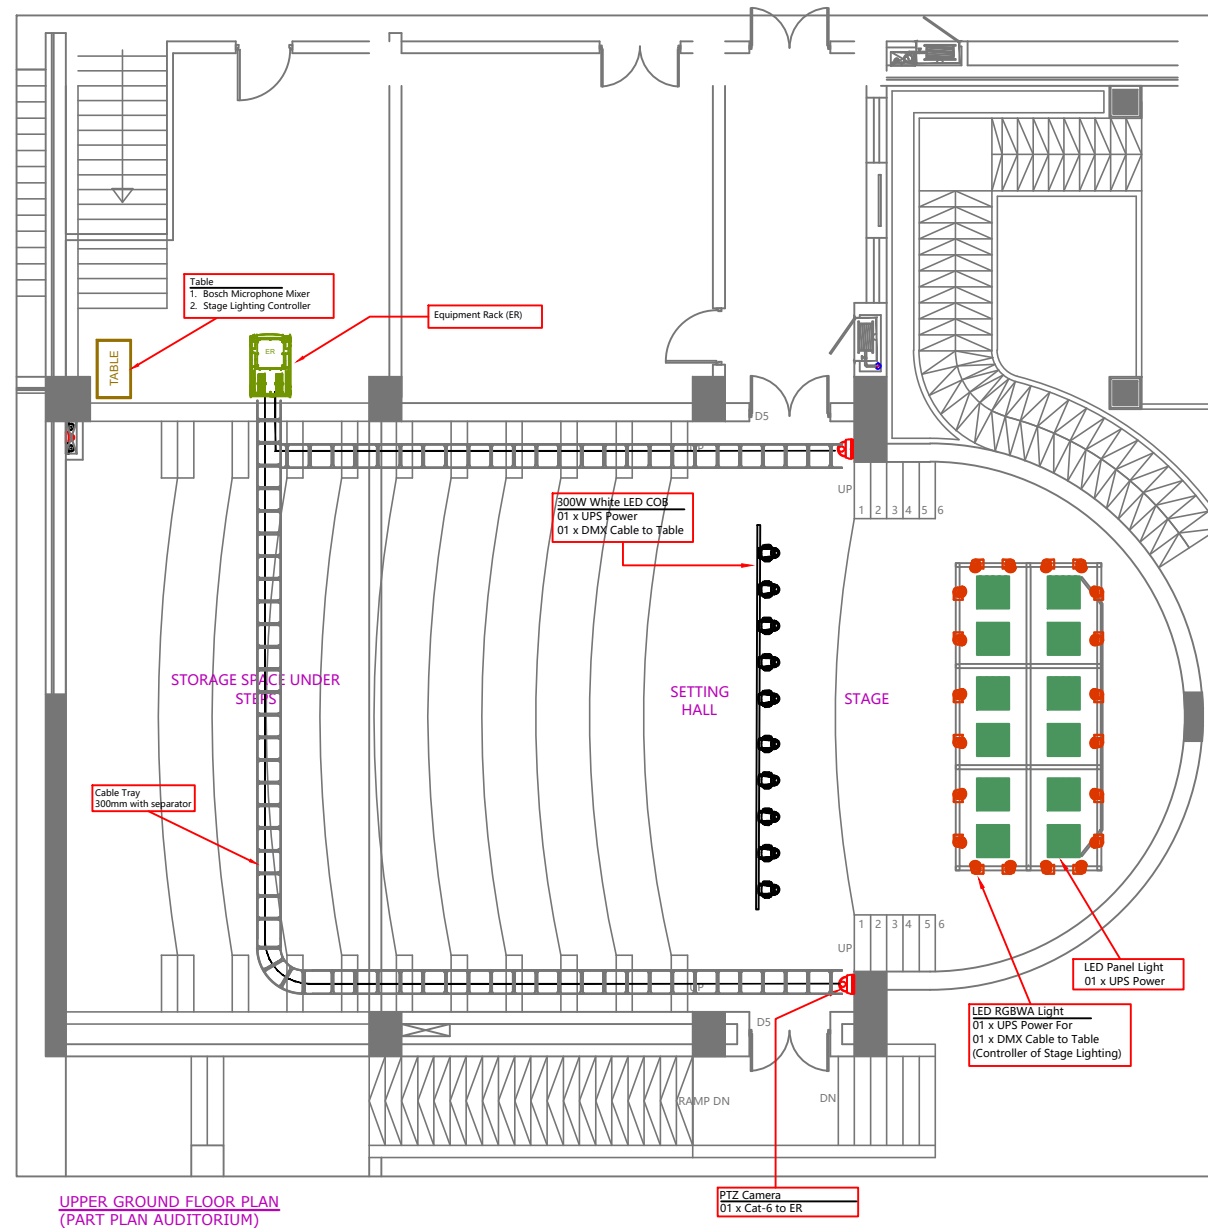 Table
1. Bosch Microphone Mixer
2. Stage Lighting Controller
Equipment Rack (ER)
ER
TABLE
D5
UP
UP
1 2 3 4 5 6
300W White LED COB
01 x UPS Power
01 x DMX Cable to Table
STORAGE SPACE UNDER
STEPS
SETTING
HALL
STAGE
Cable Tray
300mm with separator
1 2 3 4 5 6
UP
UP
LED Panel Light
01 x UPS Power
D5
LED RGBWA Light
01 x UPS Power For
01 x DMX Cable to Table
(Controller of Stage Lighting)
RAMP DN
DN
PTZ Camera
01 x Cat-6 to ER
UPPER GROUND FLOOR PLAN
(PART PLAN AUDITORIUM)